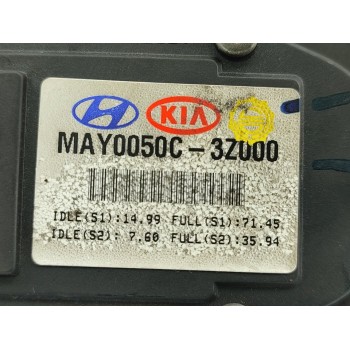 KIA
MAY0050C-3Z000
IDLE(S1):14.99 FULL(S1):71.45
IDLE(S2): 7.60 FULL(S2):35.94